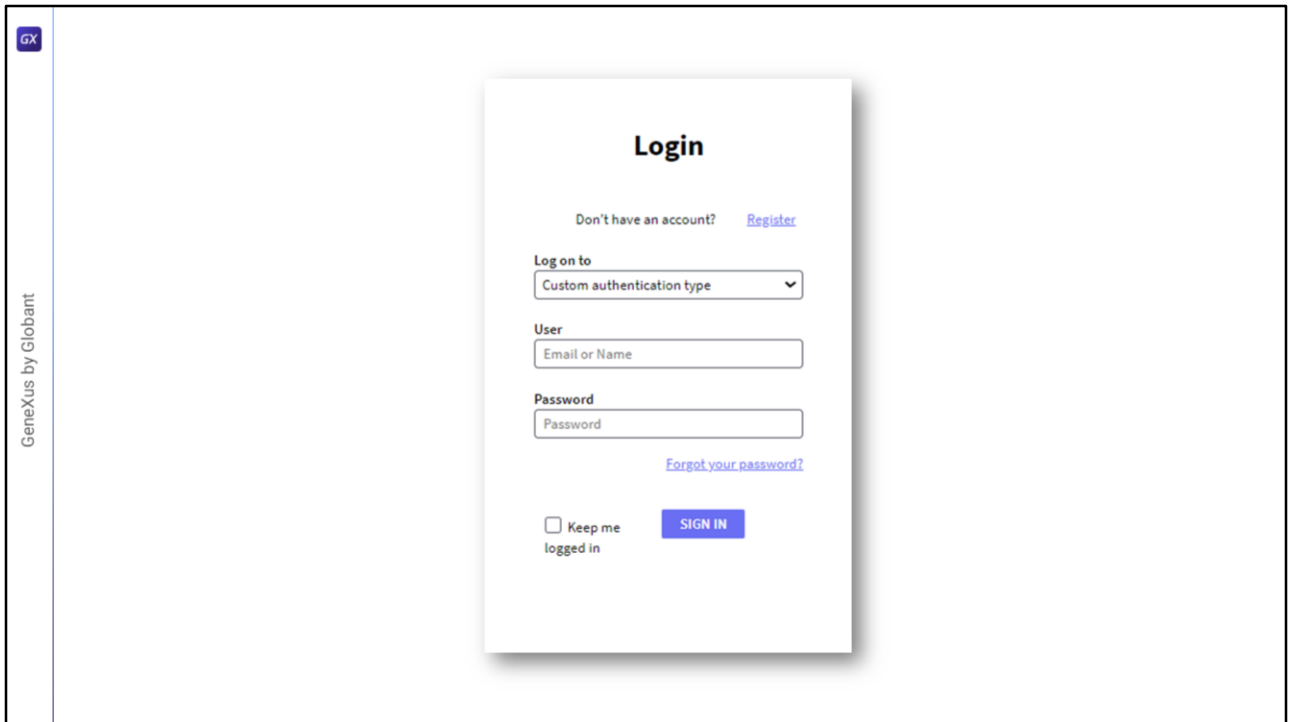 GX
GeneXus by Globant
Login
Don't have an account? Register
Log on to
Custom authentication type
User
Email or Name
Password
Password
Forgot your password?
Keep me
logged in
SIGN IN